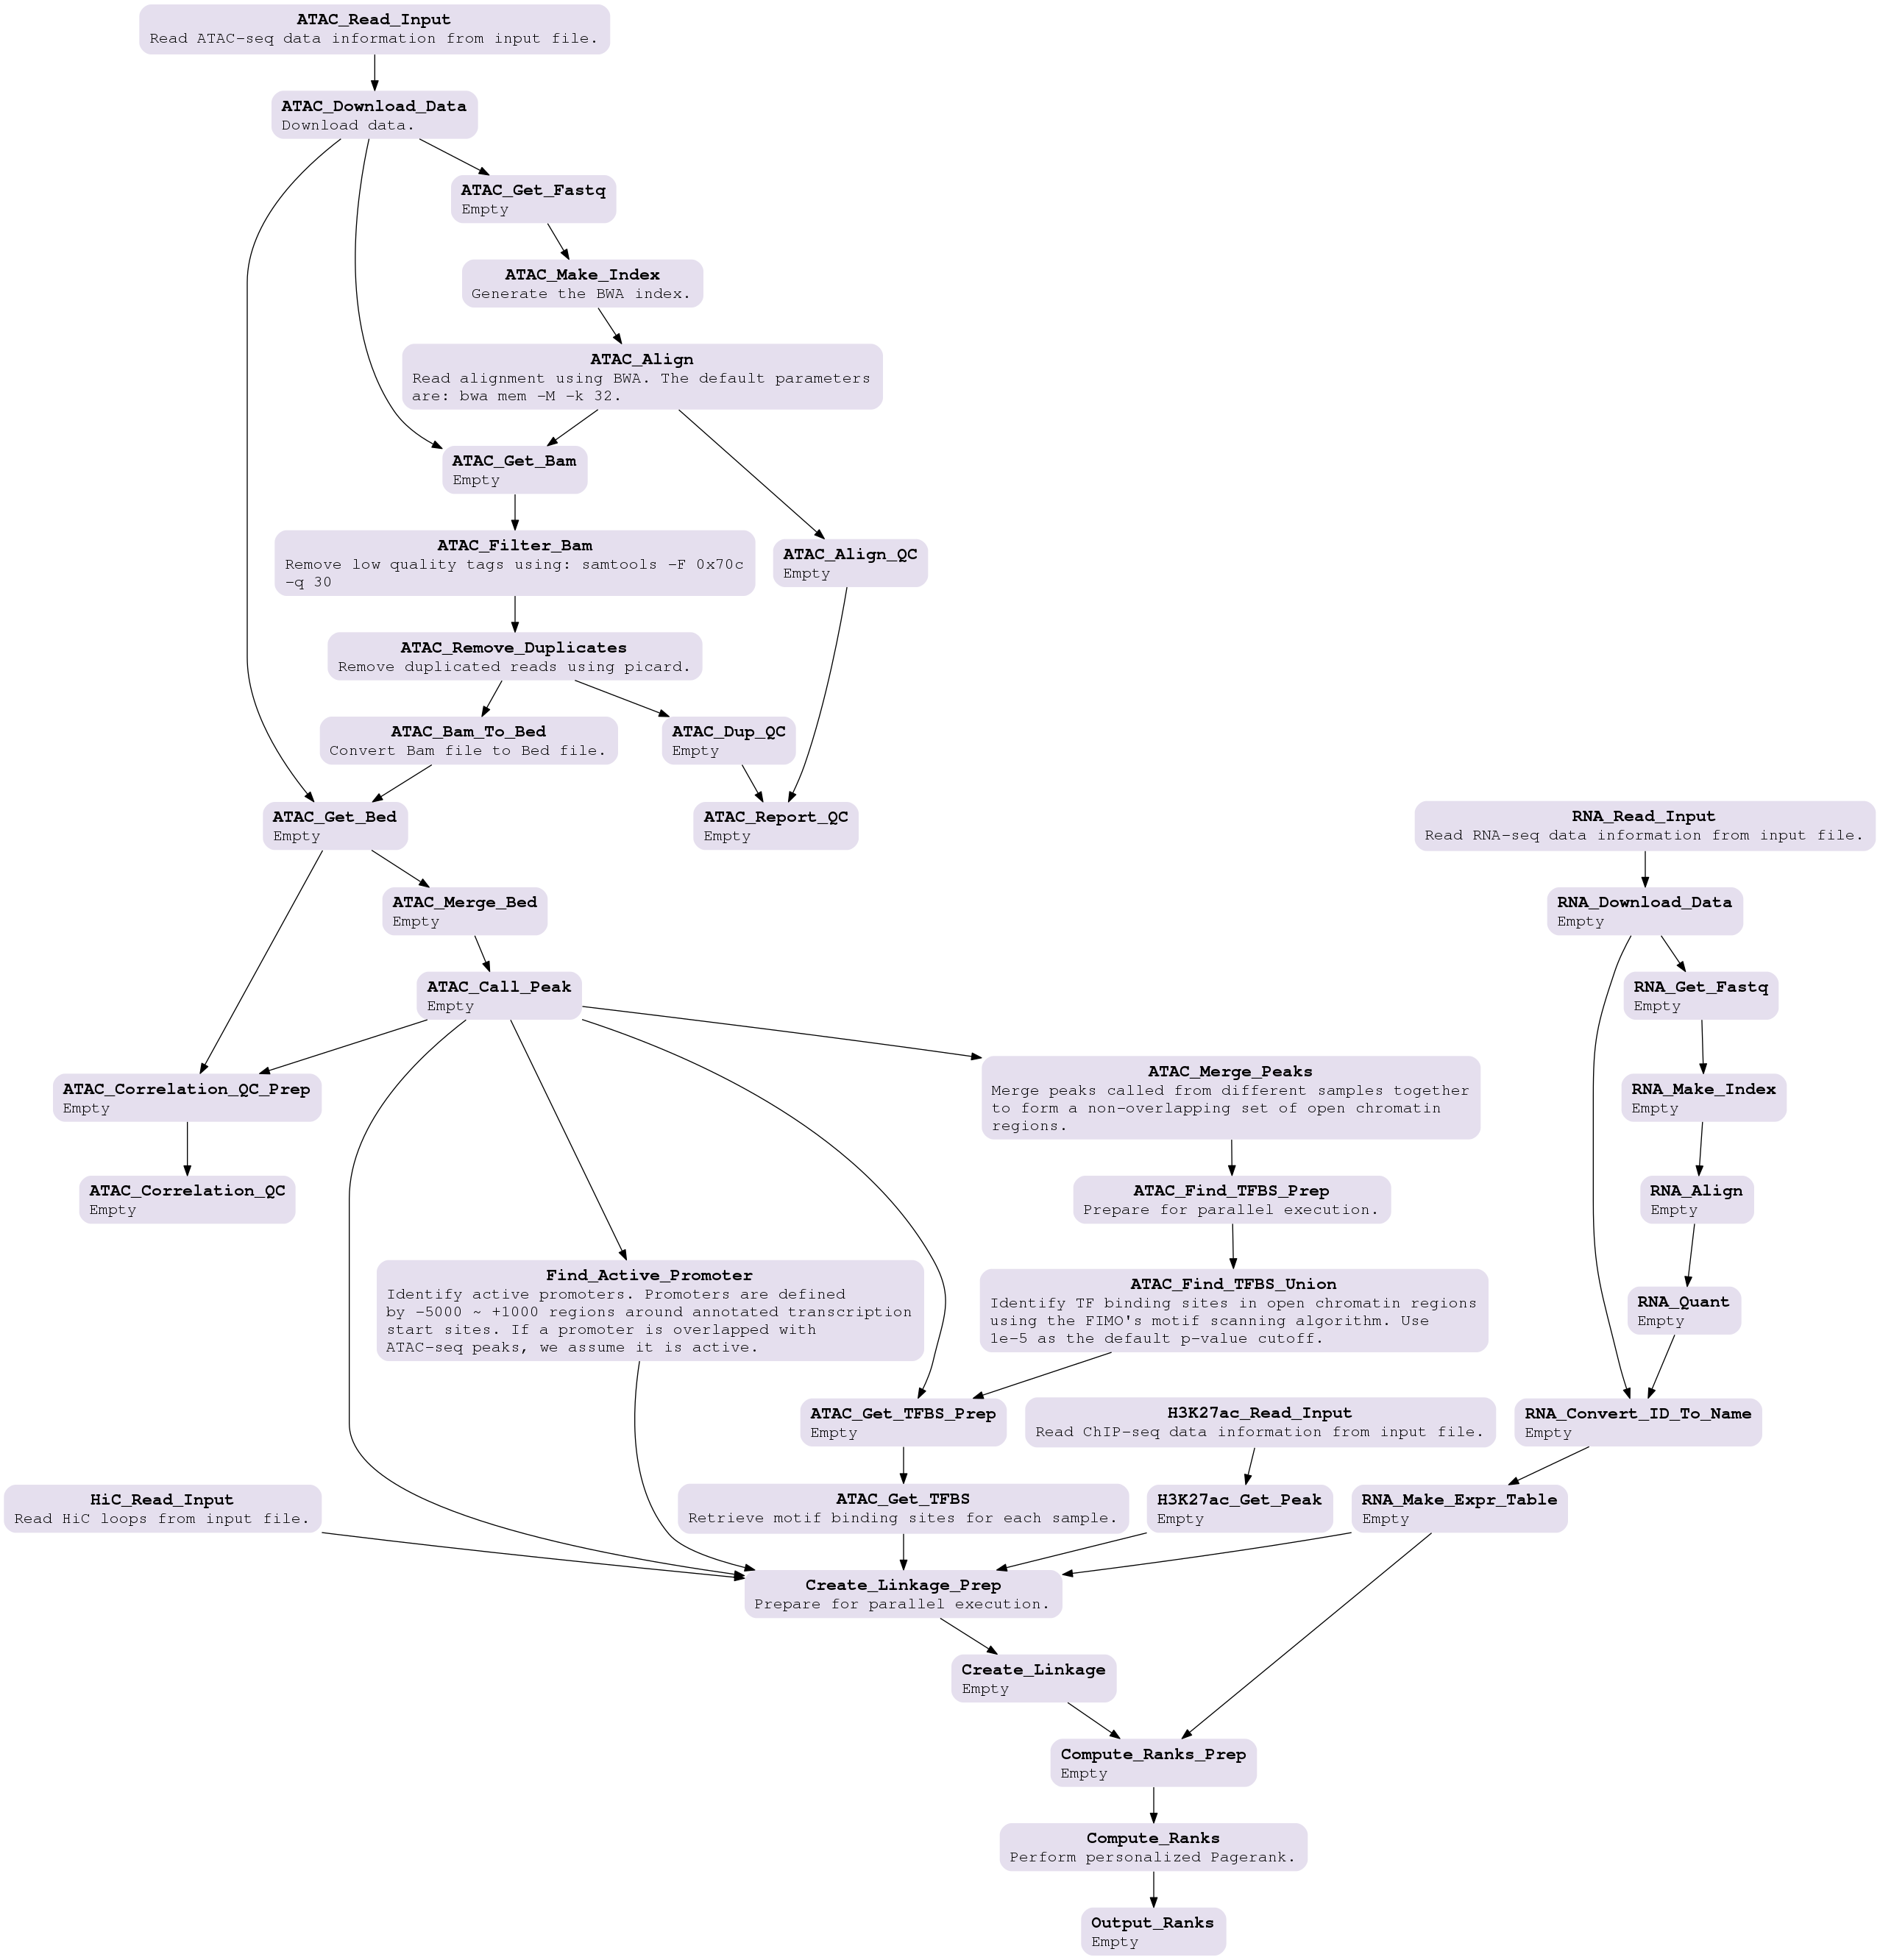 ATAC_Read_Input
Read ATAC-seq data information from input file.
ATAC_Download_Data
Download data.
ATAC_Get_Fastq
Empty
ATAC_Make_Index
Generate the BWA index.
ATAC_Align
Read alignment using BWA. The default parameters
are: bwa mem -M -k 32.
ATAC_Get_Bam
Empty
ATAC_Filter_Bam
Remove low quality tags using: samtools -F 0x70c
-q 30
ATAC_Align_QC
Empty
ATAC_Remove_Duplicates
Remove duplicated reads using picard.
ATAC_Bam_To_Bed
Convert Bam file to Bed file.
ATAC_Dup_QC
Empty
ATAC_Get_Bed
Empty
ATAC_Report_QC
Empty
RNA_Read_Input
Read RNA-seq data information from input file.
ATAC_Merge_Bed
Empty
RNA_Download_Data
Empty
ATAC_Call_Peak
Empty
RNA_Get_Fastq
Empty
ATAC_Correlation_QC_Prep
Empty
ATAC_Merge_Peaks
Merge peaks called from different samples together
to form a non-overlapping set of open chromatin
regions.
RNA_Make_Index
Empty
ATAC_Correlation_QC
Empty
ATAC_Find_TFBS_Prep
Prepare for parallel execution.
RNA_Align
Empty
Find_Active_Promoter
Identify active promoters. Promoters are defined
by -5000 ~ +1000 regions around annotated transcription
start sites. If a promoter is overlapped with
ATAC-seq peaks, we assume it is active.
ATAC_Find_TFBS_Union
Identify TF binding sites in open chromatin regions
using the FIMO's motif scanning algorithm. Use
1e-5 as the default p-value cutoff.
RNA_Quant
Empty
ATAC_Get_TFBS_Prep
Empty
H3K27ac_Read_Input
Read ChIP-seq data information from input file.
RNA_Convert_ID_To_Name
Empty
HiC_Read_Input
Read HiC loops from input file.
ATAC_Get_TFBS
Retrieve motif binding sites for each sample.
H3K27ac_Get_Peak
Empty
RNA_Make_Expr_Table
Empty
Create_Linkage_Prep
Prepare for parallel execution.
Create_Linkage
Empty
Compute_Ranks_Prep
Empty
Compute_Ranks
Perform personalized Pagerank.
Output_Ranks
Empty